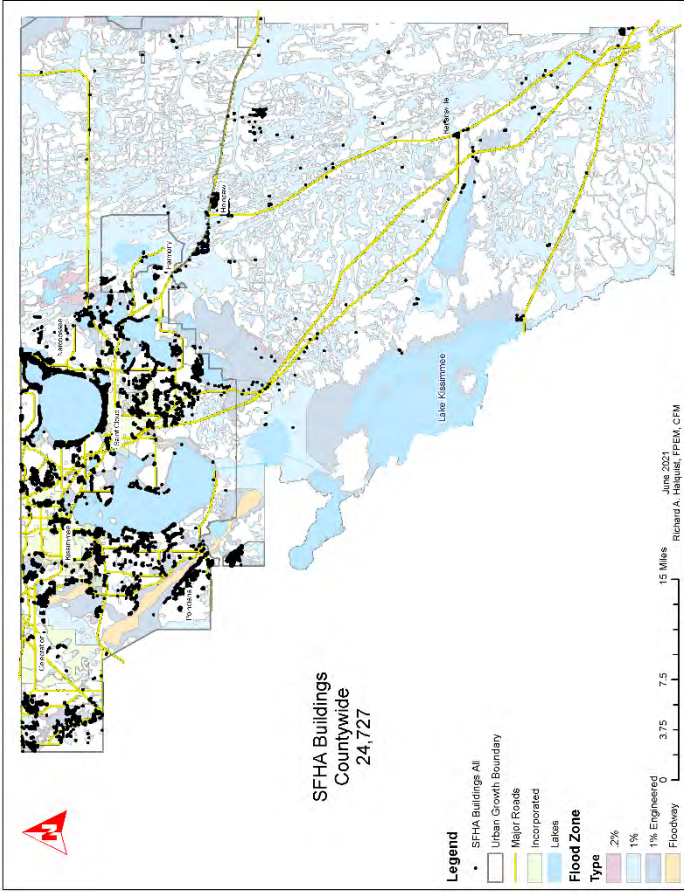 N
SFHA Buildings
Countywide
24,727
Celebration
Kissimmee
Saint Cloud
Narcoossee
Harmony
Holopaw
Kenansville
Poinciana
Lake Kissimmee
Legend
SFHA Buildings All
Urban Growth Boundary
Major Roads
Incorporated
Lakes
Flood Zone
Type
.2%
1%
1% Engineered
Floodway
0 3.75 7.5 15 Miles
June 2021
Richard A. Halquist, FPEM, CFM